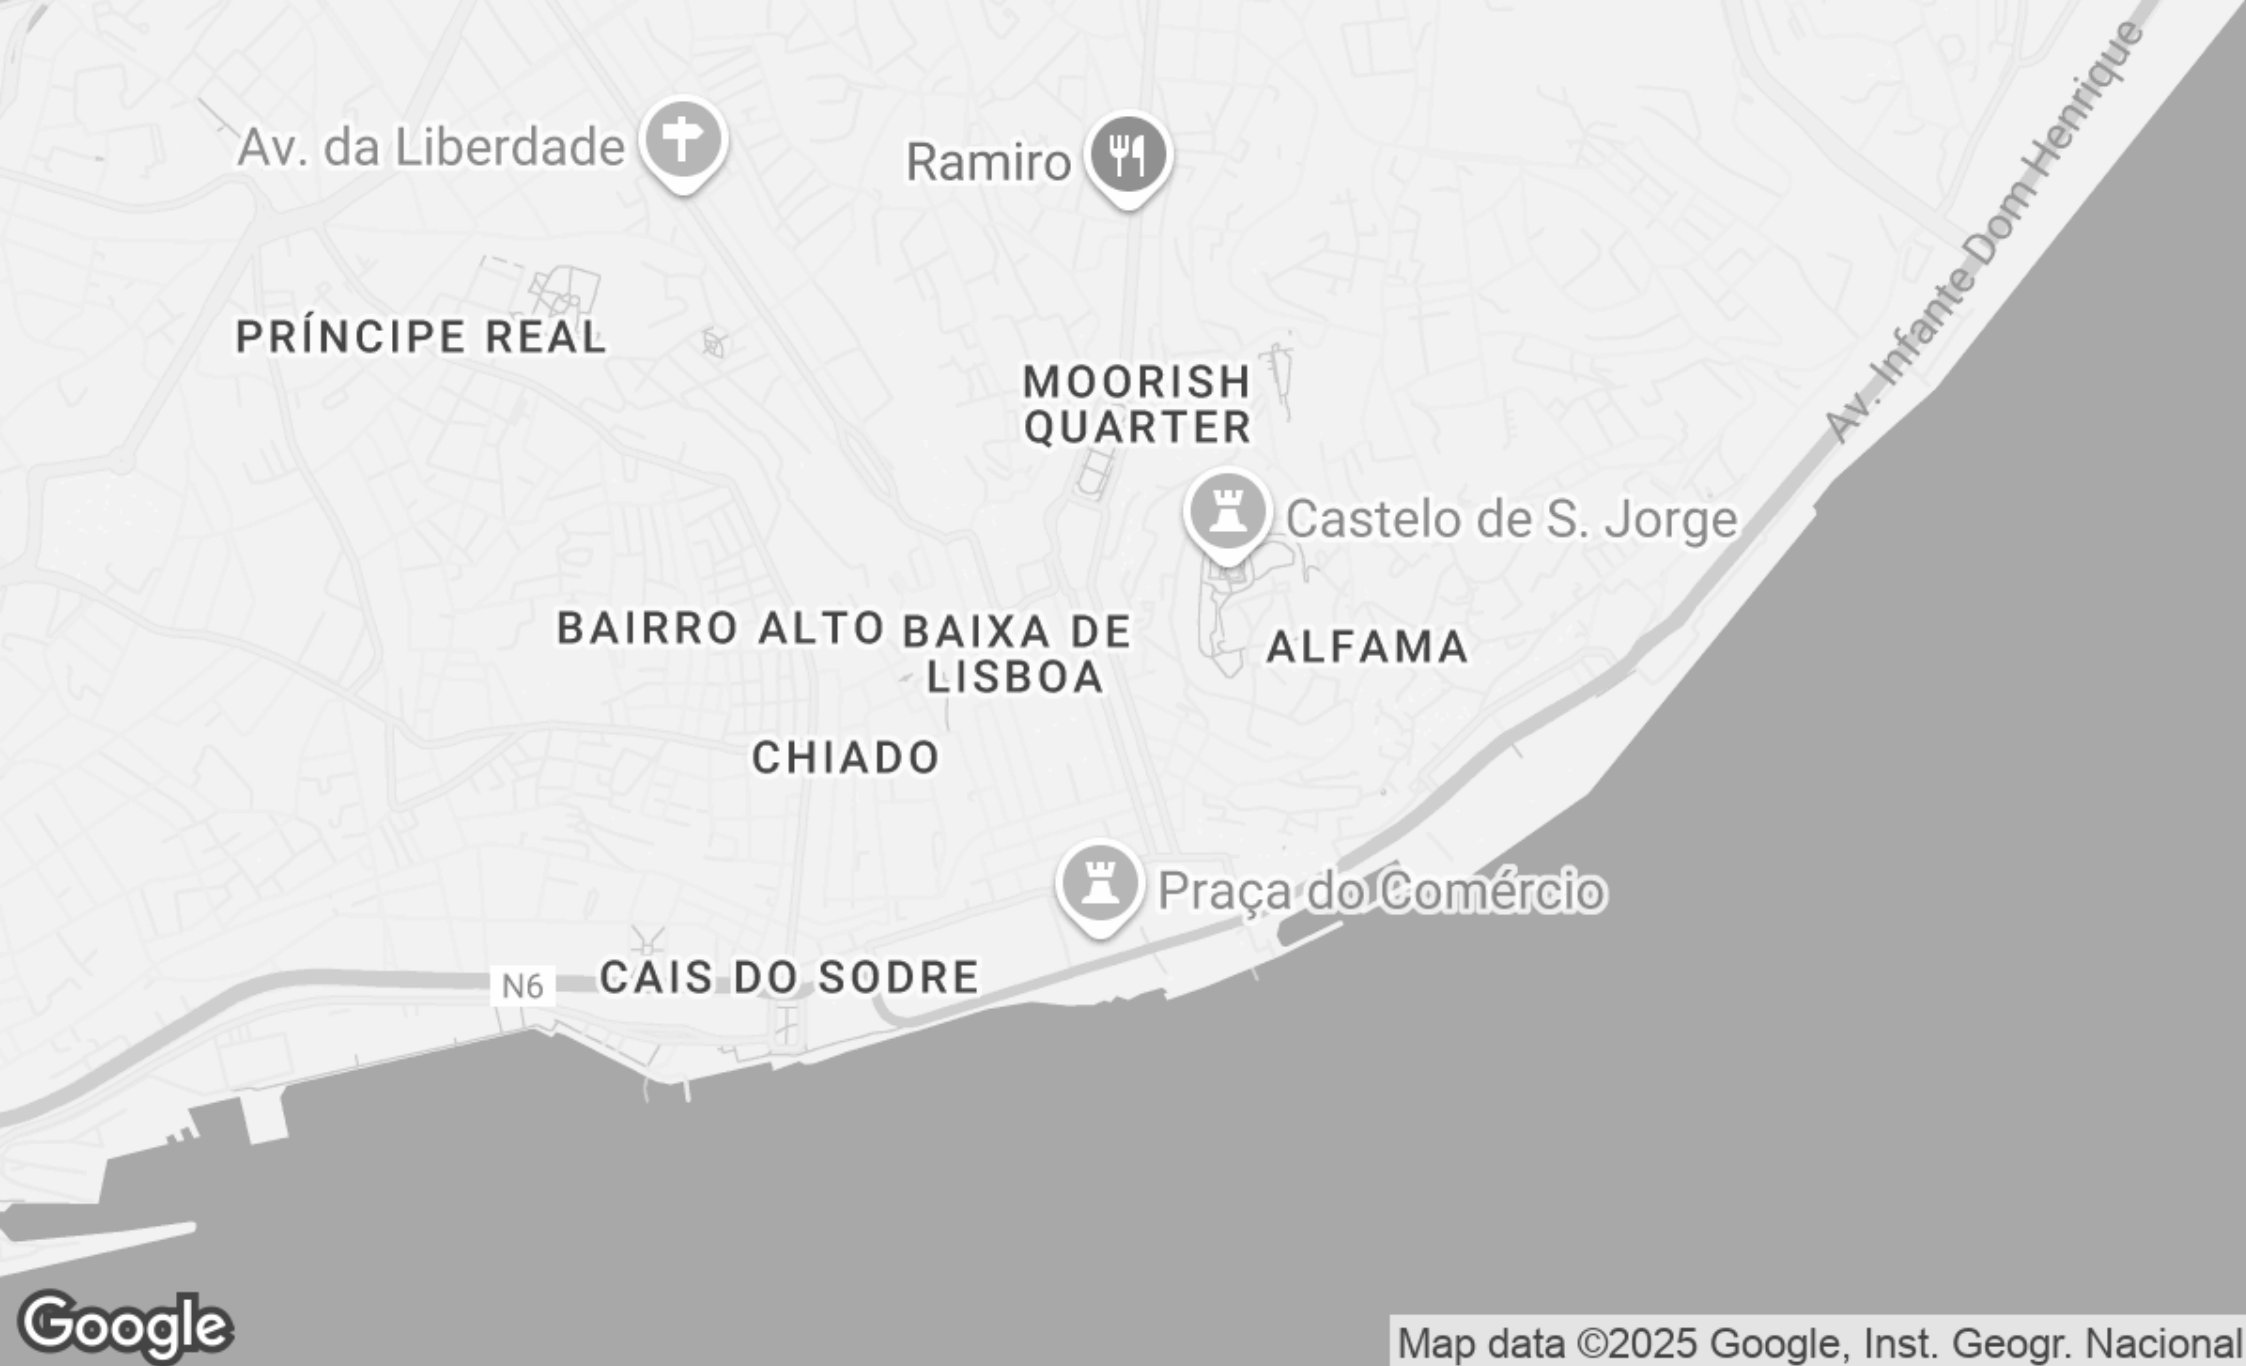 Av. Infante Dom Henrique
Av. da Liberdade
Ramiro
PRÍNCIPE REAL
MOORISH
QUARTER
Castelo de S. Jorge
BAIRRO ALTO
BAIXA DE
LISBOA
ALFAMA
CHIADO
Praça do Comércio
N6
CAIS DO SODRE
Google
Map data ©2025 Google, Inst. Geogr. Nacional